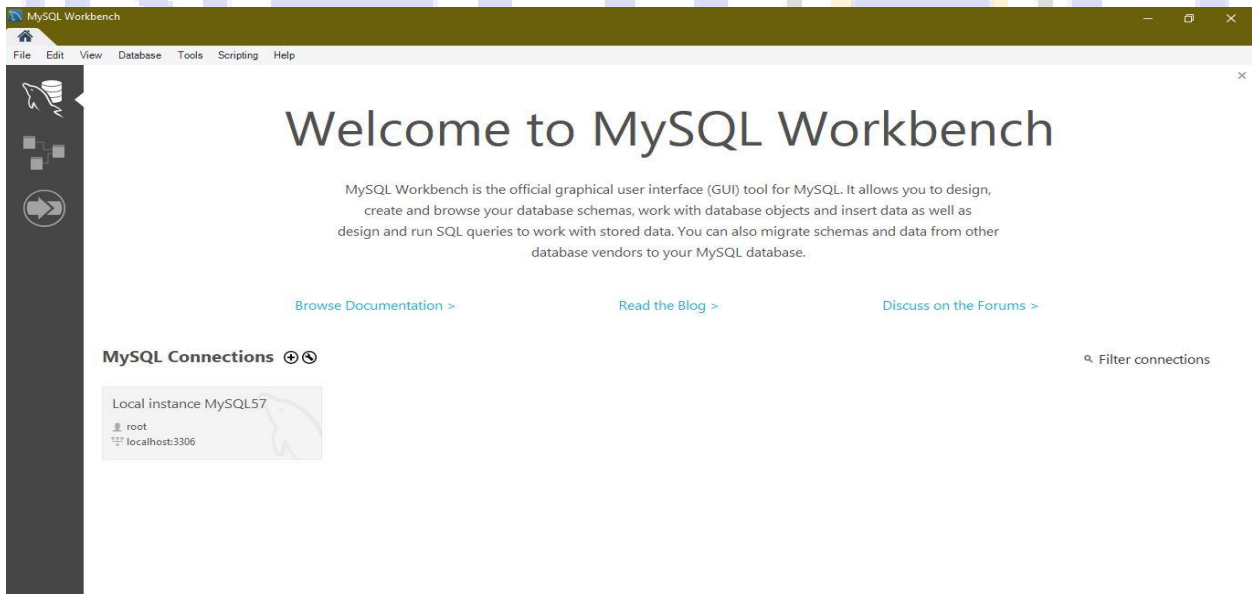 MySQL Workbench
File Edit View Database Tools Scripting Help
Welcome to MySQL Workbench
MySQL Workbench is the official graphical user interface (GUI) tool for MySQL. It allows you to design,
create and browse your database schemas, work with database objects and insert data as well as
design and run SQL queries to work with stored data. You can also migrate schemas and data from other
database vendors to your MySQL database.
Browse Documentation > Read the Blog > Discuss on the Forums >
MySQL Connections Filter connections
Local instance MySQL57
root
localhost:3306